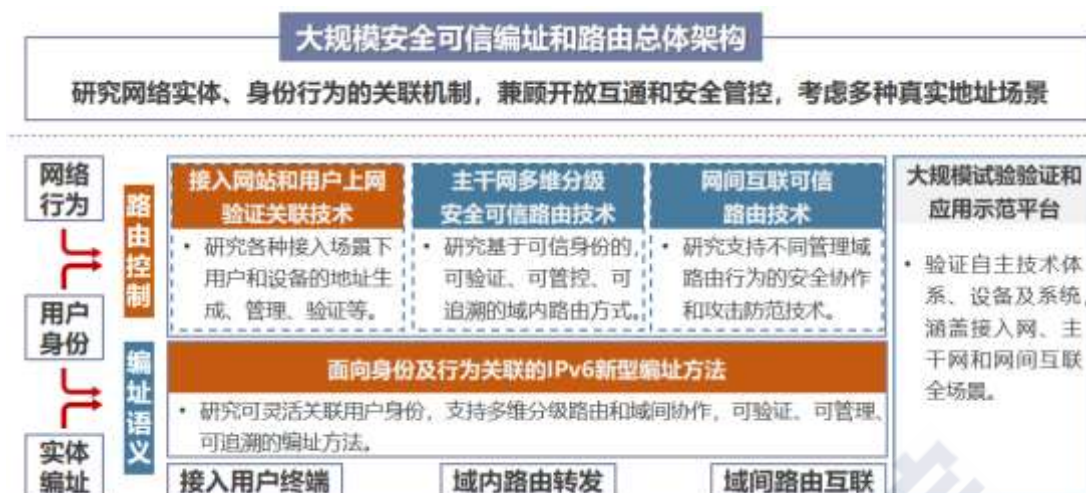 大规模安全可信编址和路由总体架构
研究网络实体、身份行为的关联机制，兼顾开放互通和安全管控，考虑多种真实地址场景
网络
行为
用户
身份
实体
编址
路由控制
编址语义
接入网站和用户上网
验证关联技术
• 研究各种接入场景下
用户和设备的地址生
成、管理、验证等。
主干网多维分级
安全可信路由技术
• 研究基于可信身份的,
可验证、可管控、可
追溯的域内路由方式。
网间互联可信
路由技术
• 研究支持不同管理域
路由行为的安全协作
和攻击防范技术。
面向身份及行为关联的IPv6新型编址方法
• 研究可灵活关联用户身份，支持多维分级路由和域间协作，可验证、可管理、
可追溯的编址方法。
接入用户终端
域内路由转发
域间路由互联
大规模试验验证和
应用示范平台
• 验证自主技术体
系、设备及系统,
涵盖接入网、主
干网和网间互联
全场景。